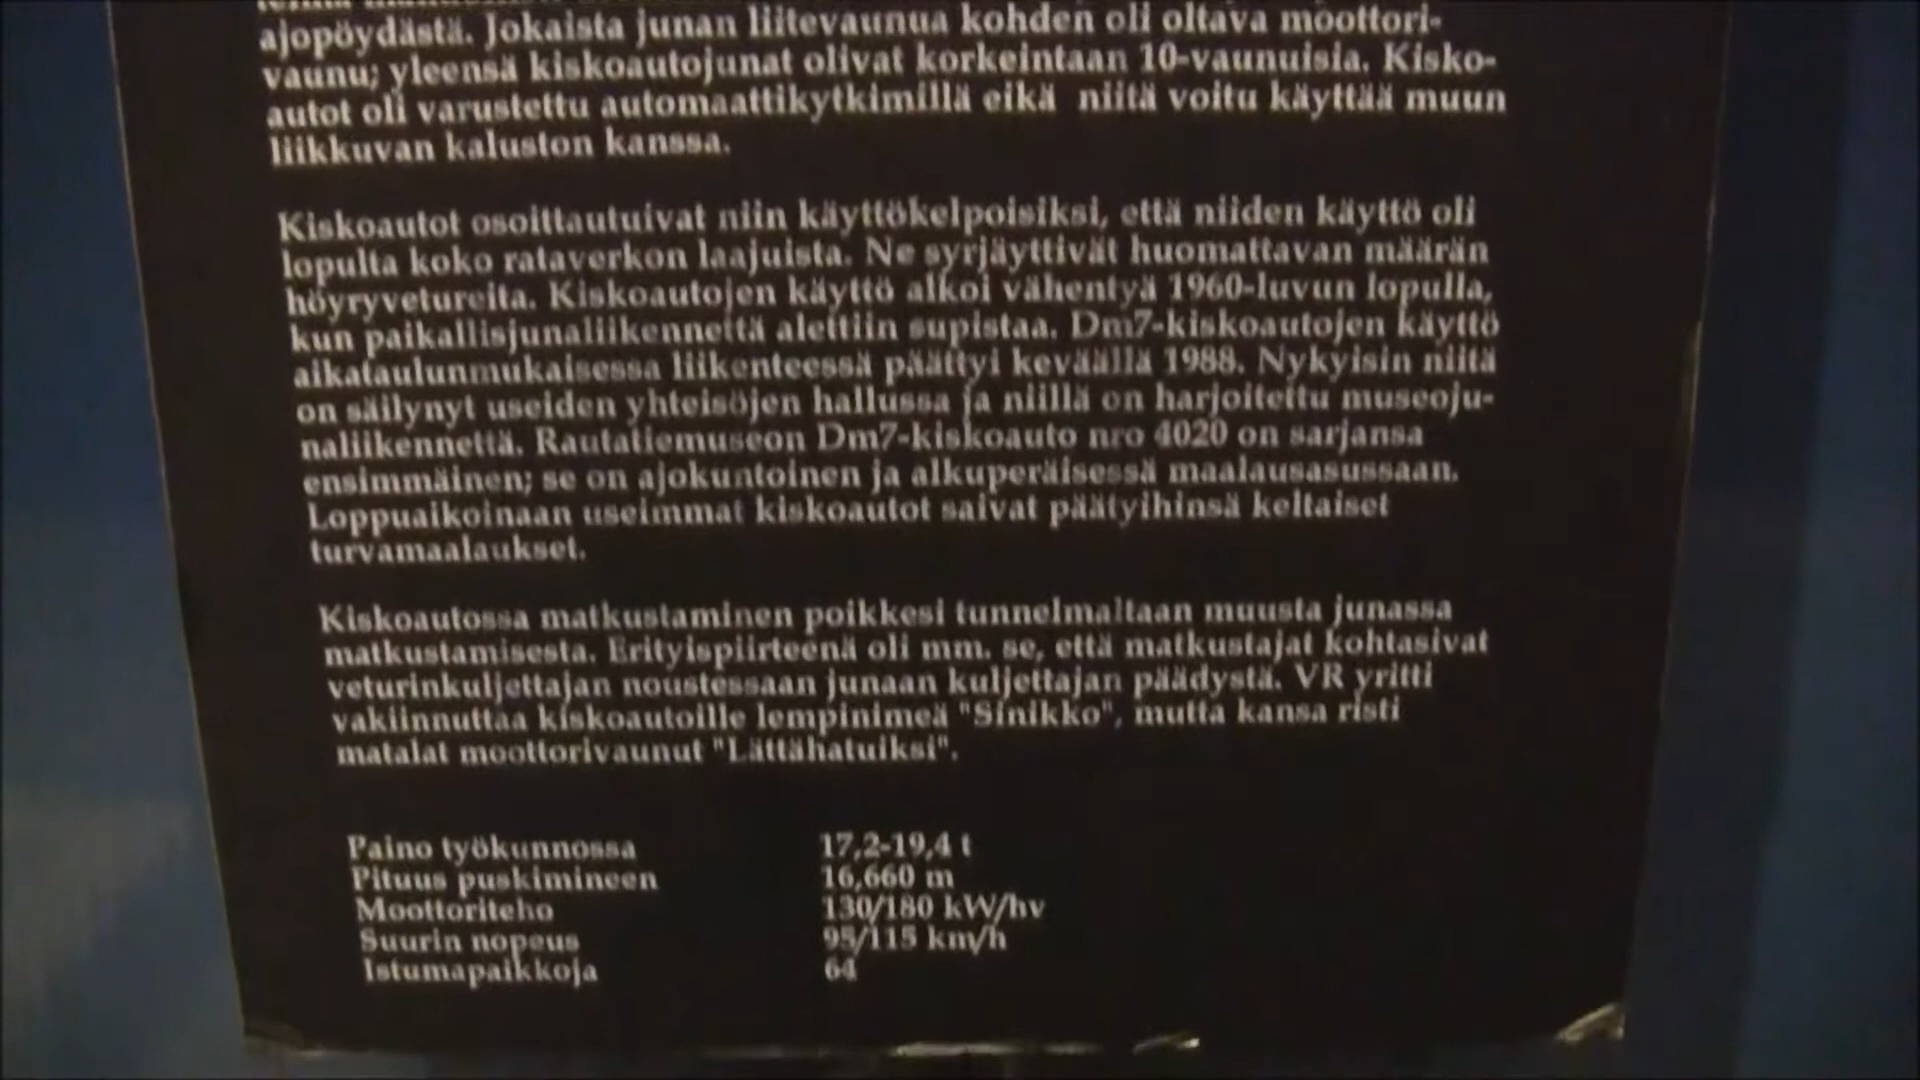 ajopöydästä. Jokaista junan liitevaunua kohden oli oltava moottori-
vaunu; yleensä kiskoautojunat olivat korkeintaan 10-vaunuisia. Kisko-
autot oli varustettu automaattikytkimillä eikä niitä voitu käyttää muun
liikkuvan kaluston kanssa.
Kiskoautot osoittautuivat niin käyttökelpoisiksi, että niiden käyttö oli
lopulta koko rataverkon laajuista. Ne syrjäyttivät huomattavan määrän
höyryvetureita. Kiskoautojen käyttö alkoi vähentyä 1960-luvun lopulla,
kun paikallisjunaliikennettä alettiin supistaa. Dm7-kiskoautojen käyttö
aikataulunmukaisessa liikenteessä päättyi keväällä 1988. Nykyisin niitä
on säilynyt useiden yhteisöjen hallussa ja niillä on harjoitettu museoju-
naliikennettä. Rautatiemuseon Dm7-kiskoauto nro 4020 on sarjansa
ensimmäinen; se on ajokuntoinen ja alkuperäisessä maalausasussaan.
Loppuaikoinaan useimmat kiskoautot saivat päätyihinsä keltaiset
turvamaalaukset.
Kiskoautossa matkustaminen poikkesi tunnelmaltaan muusta junassa
matkustamisesta. Erityispiirteenä oli mm. se, että matkustajat kohtasivat
veturinkuljettajan noustessaan junaan kuljettajan päädystä. VR yritti
vakiinnuttaa kiskoautoille lempinimeä "Sinikko", mutta kansa risti
matalat moottorivaunut "Lättähatuiksi".
Paino työkunnossa 17,2-19,4 t
Pituus puskimineen 16,660 m
Moottoriteho 130/180 kW/hv
Suurin nopeus 95/115 km/h
Istumapaikkoja 64